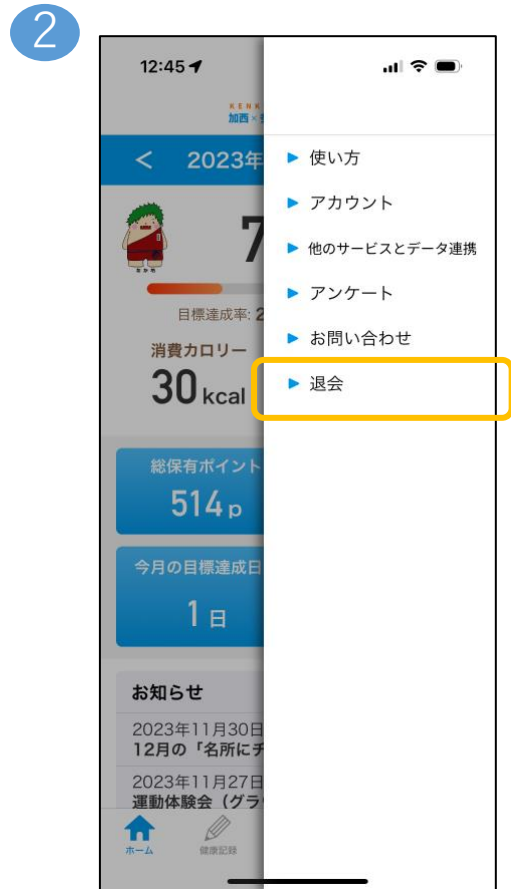 2
12:45
KENK
加西×
< 2023年
7
目標達成率: 2
消費カロリー
30 kcal
総保有ポイント
514 p
今月の目標達成日
1 日
お知らせ
2023年11月30日
12月の「名所にチ
2023年11月27日
運動体験会（グラ
ホーム
健康記録
使い方
アカウント
他のサービスとデータ連携
アンケート
お問い合わせ
退会